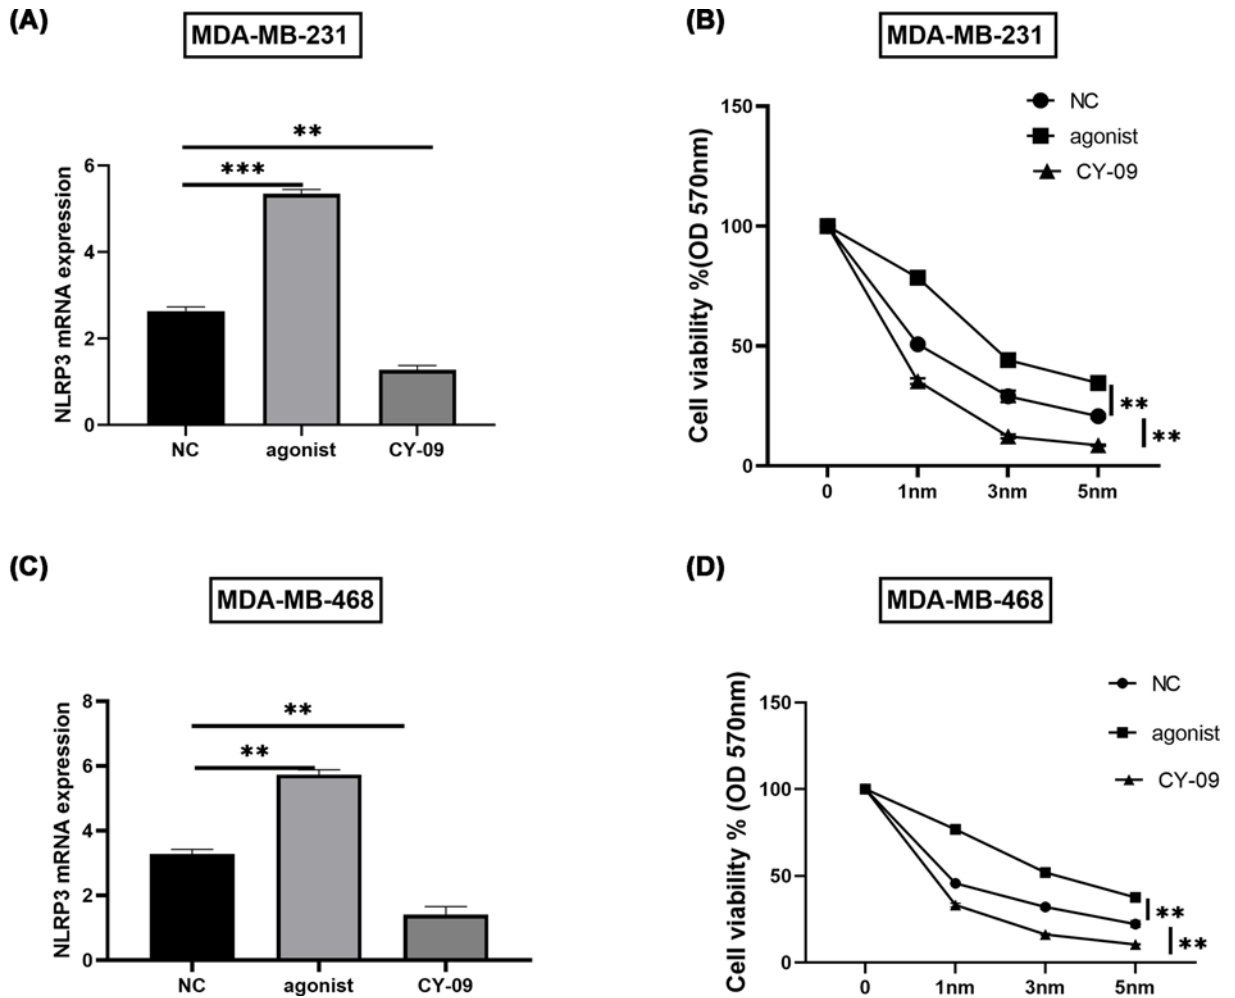 (A)
MDA-MB-231
**
***
NLRP3 mRNA expression
6
4
2
0
NC
agonist
CY-09
(B)
MDA-MB-231
NC
agonist
CY-09
Cell viability %(OD 570nm)
150
100
50
0
**
**
0
1nm
3nm
5nm
(C)
MDA-MB-468
**
**
NLRP3 mRNA expression
8
6
4
2
0
NC
agonist
CY-09
(D)
MDA-MB-468
NC
agonist
CY-09
Cell viability % (OD 570nm)
150
100
50
0
**
**
0
1nm
3nm
5nm